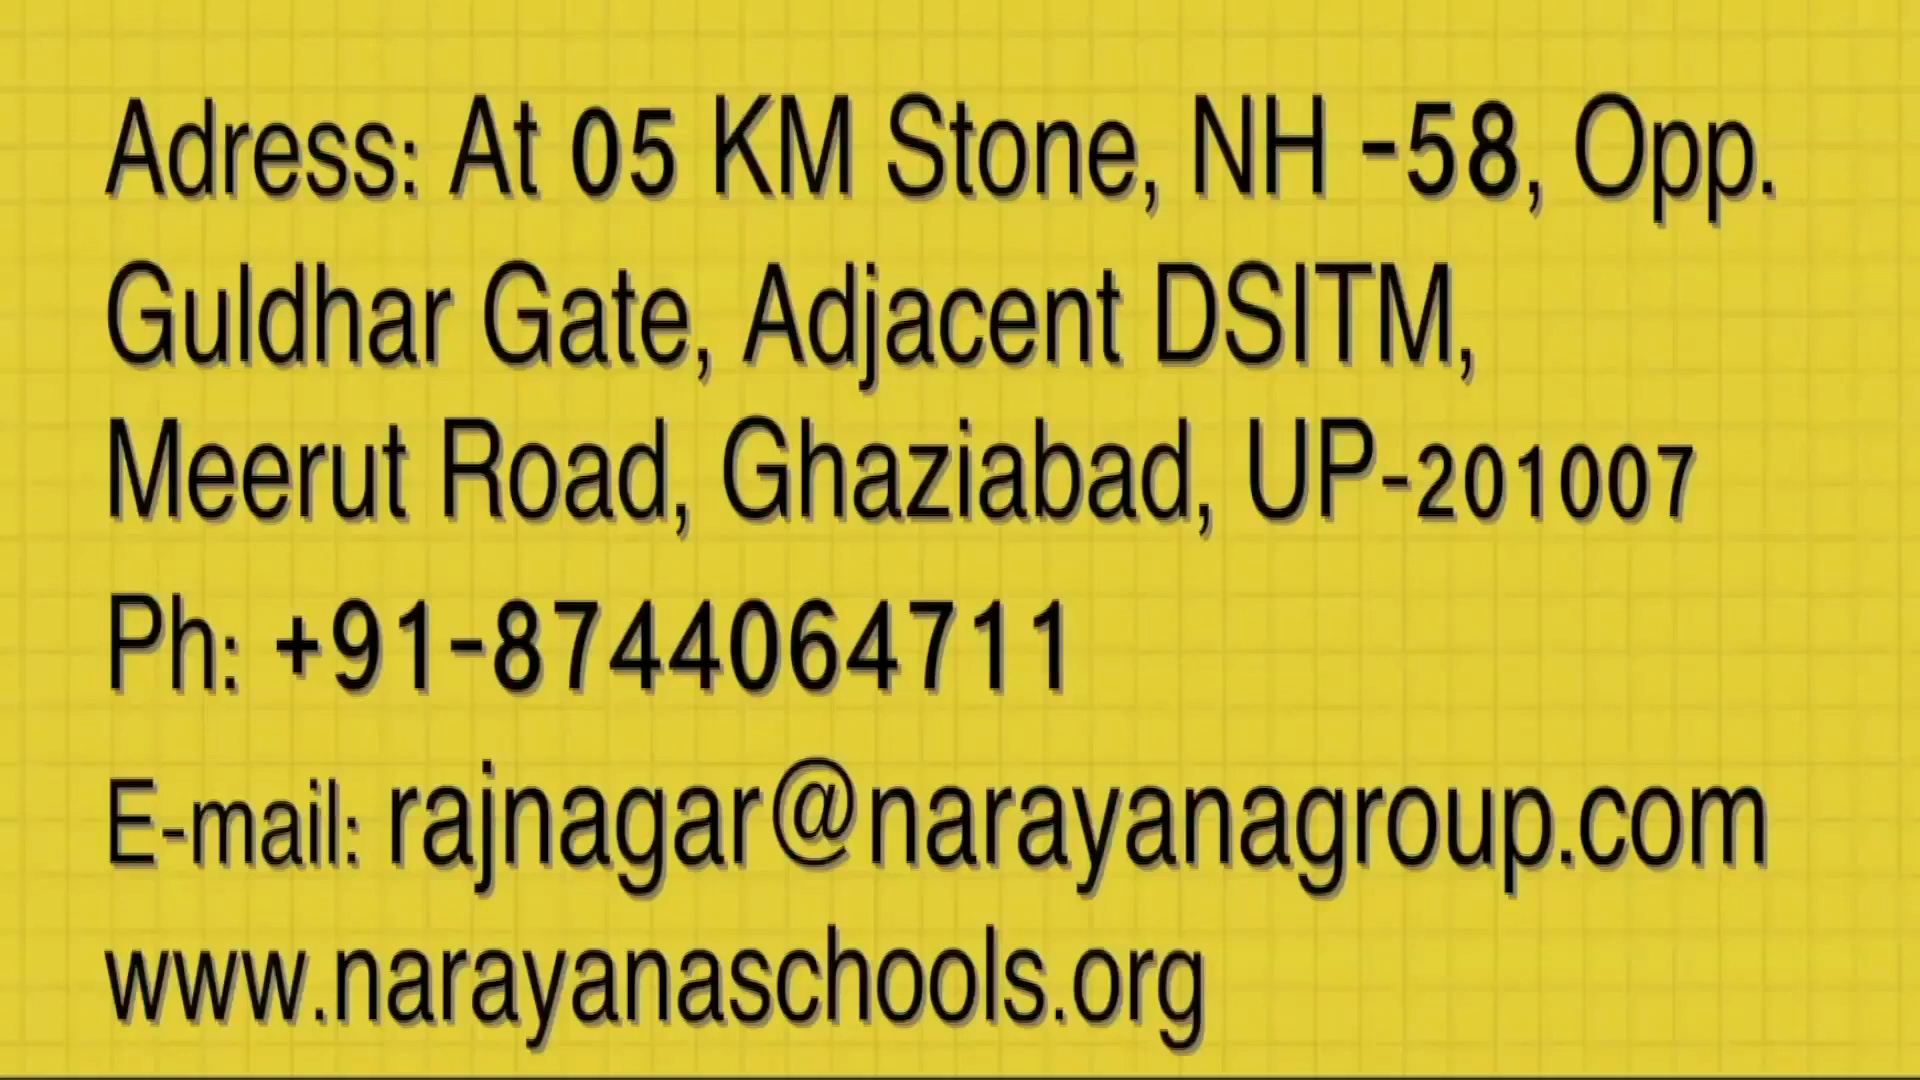 Adress: At 05 KM Stone, NH -58, Opp.
Guldhar Gate, Adjacent DSITM,
Meerut Road, Ghaziabad, UP-201007
Ph: +91-8744064711
E-mail: rajnagar@narayanagroup.com
www.narayanaschools.org